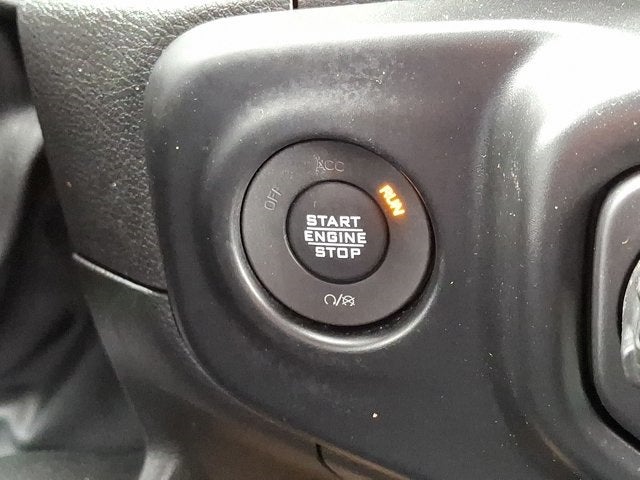 OFF
ACC
RUN
START
ENGINE
STOP